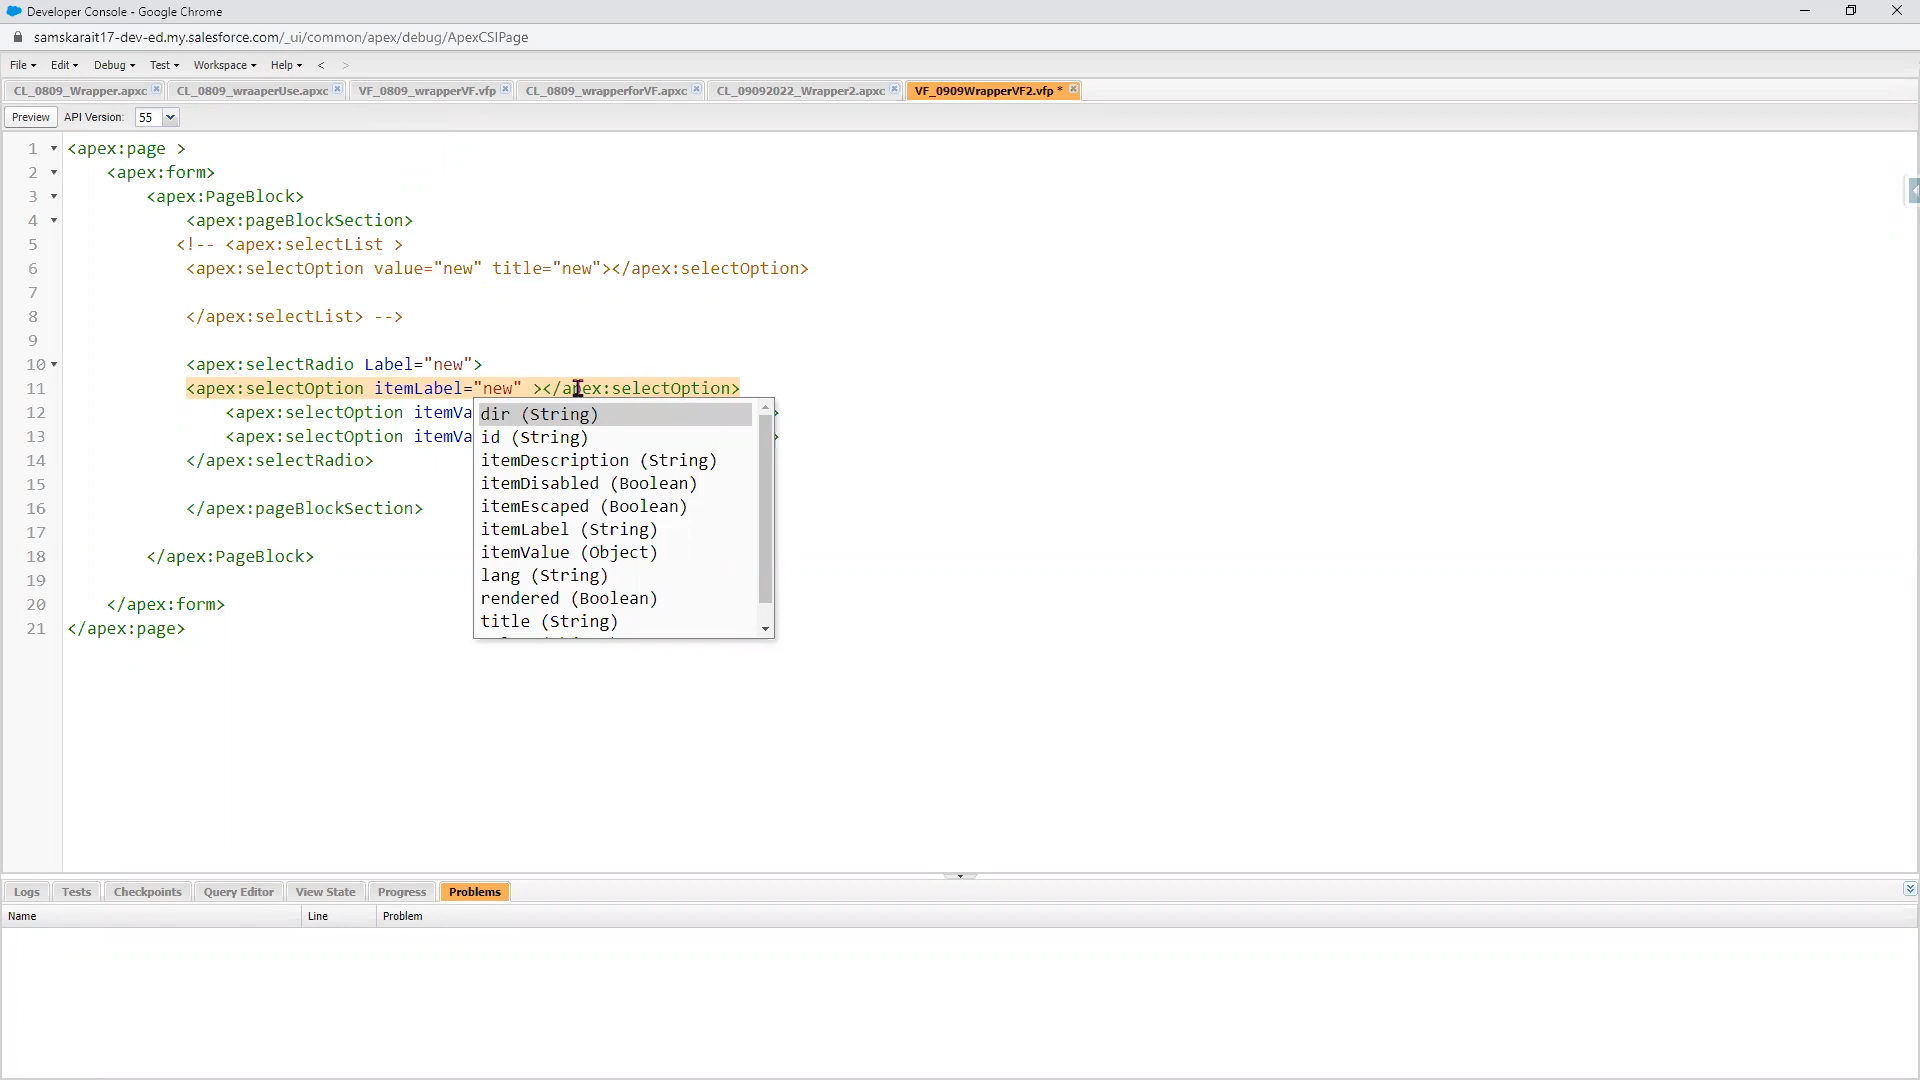 Developer Console - Google Chrome
samskarait17-dev-ed.my.salesforce.com/_ui/common/apex/debug/ApexCSIPage
File Edit Debug Test Workspace Help < >
CL_0809_Wrapper.apxc CL_0809_wraaperUse.apxc VF_0809_wrapperVF.vfp CL_0809_wrapperforVF.apxc CL_09092022_Wrapper2.apxc VF_0909WrapperVF2.vfp *
Preview API Version: 55
1 <apex:page >
2 <apex:form>
3 <apex:PageBlock>
4 <apex:pageBlockSection>
5 <!-- <apex:selectList >
6 <apex:selectOption value="new" title="new"></apex:selectOption>
7
8 </apex:selectList> -->
9
10 <apex:selectRadio Label="new">
11 <apex:selectOption itemLabel="new" ></apex:selectOption>
12 <apex:selectOption itemVa
13 <apex:selectOption itemVa
14 </apex:selectRadio>
15
16 </apex:pageBlockSection>
17
18 </apex:PageBlock>
19
20 </apex:form>
21 </apex:page>
dir (String)
id (String)
itemDescription (String)
itemDisabled (Boolean)
itemEscaped (Boolean)
itemLabel (String)
itemValue (Object)
lang (String)
rendered (Boolean)
title (String)
Logs Tests Checkpoints Query Editor View State Progress Problems
Name Line Problem